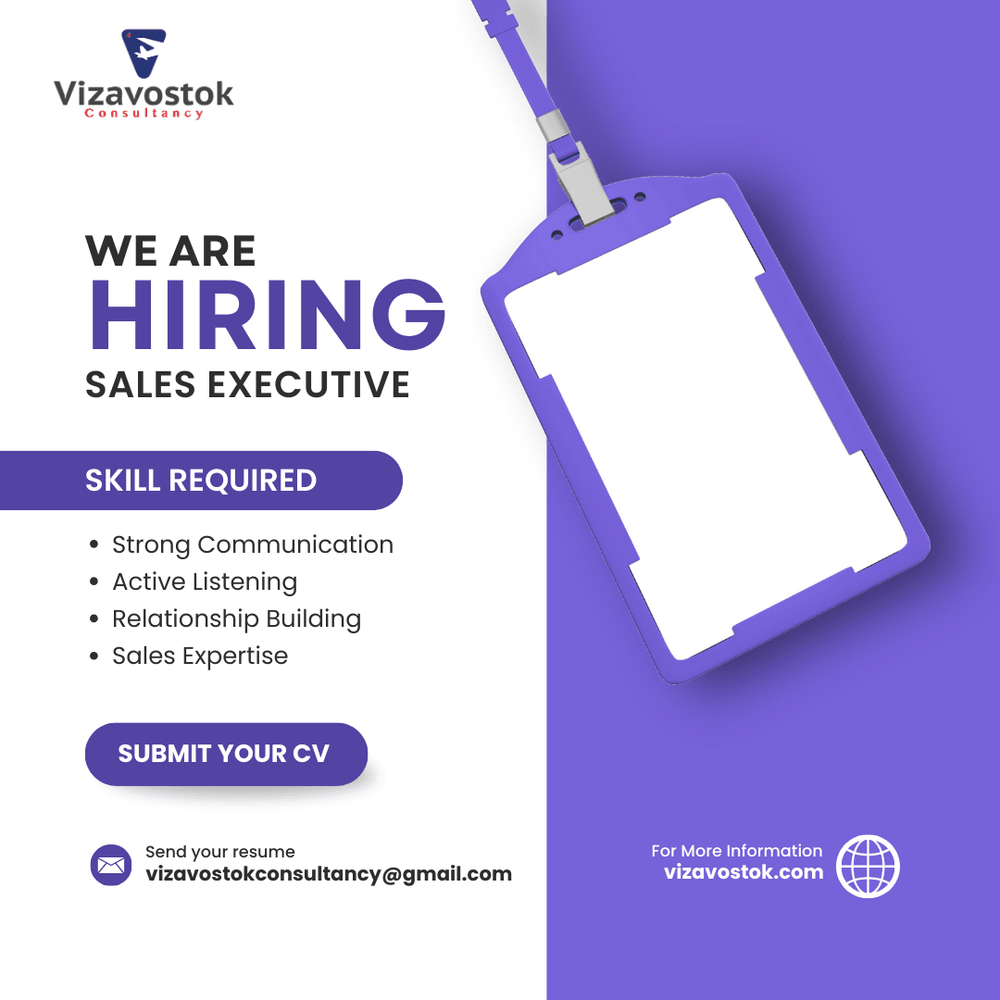 Vizavostok
Consultancy
WE ARE
HIRING
SALES EXECUTIVE
SKILL REQUIRED
• Strong Communication
• Active Listening
• Relationship Building
• Sales Expertise
SUBMIT YOUR CV
Send your resume
vizavostokconsultancy@gmail.com
For More Information
vizavostok.com